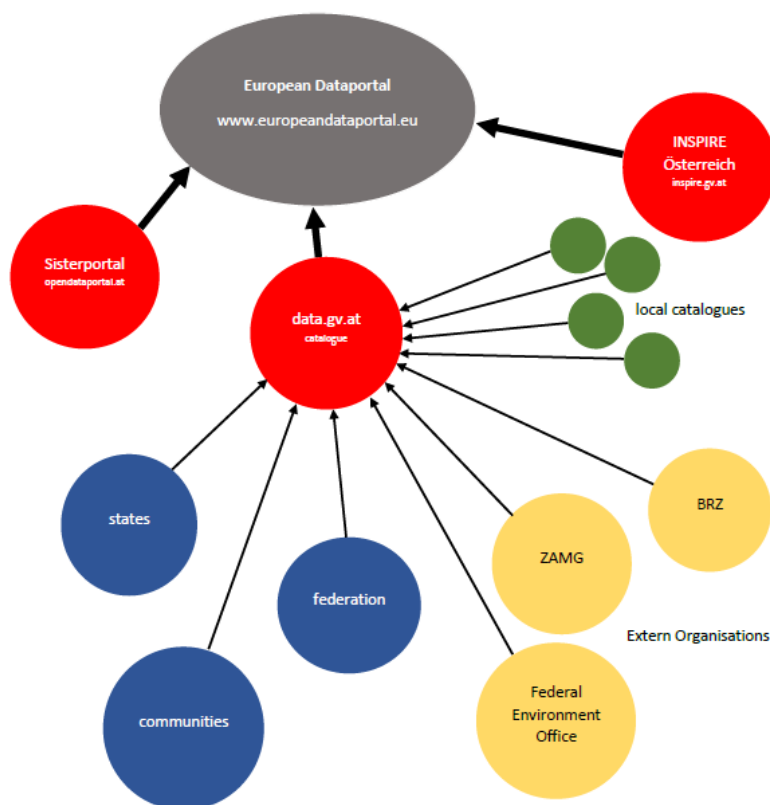 European Dataportal
www.europeandataportal.eu
INSPIRE
Österreich
inspire.gv.at
Sisterportal
opendataportal.at
data.gv.at
catalogue
local catalogues
states
federation
communities
BRZ
ZAMG
Extern Organisations
Federal
Environment
Office